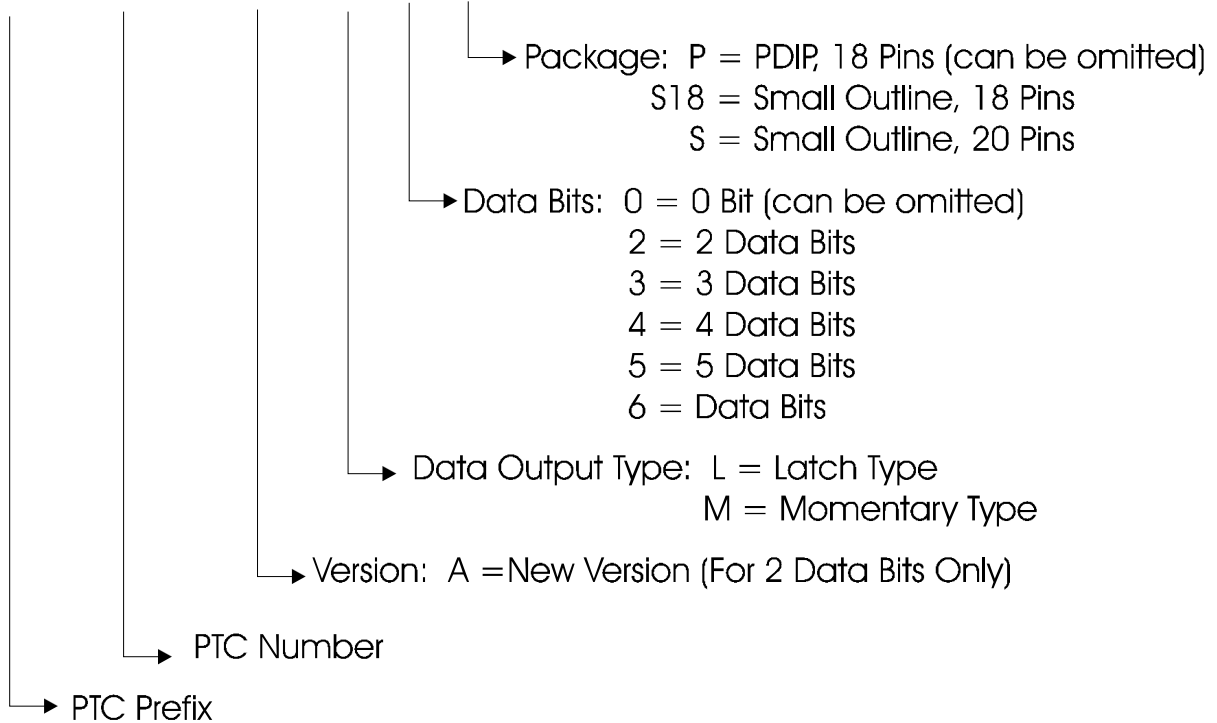 Package: P = PDIP, 18 Pins (can be omitted)
S18 = Small Outline, 18 Pins
S = Small Outline, 20 Pins
Data Bits: 0 = 0 Bit (can be omitted)
2 = 2 Data Bits
3 = 3 Data Bits
4 = 4 Data Bits
5 = 5 Data Bits
6 = Data Bits
Data Output Type: L = Latch Type
M = Momentary Type
Version: A =New Version (For 2 Data Bits Only)
PTC Number
PTC Prefix